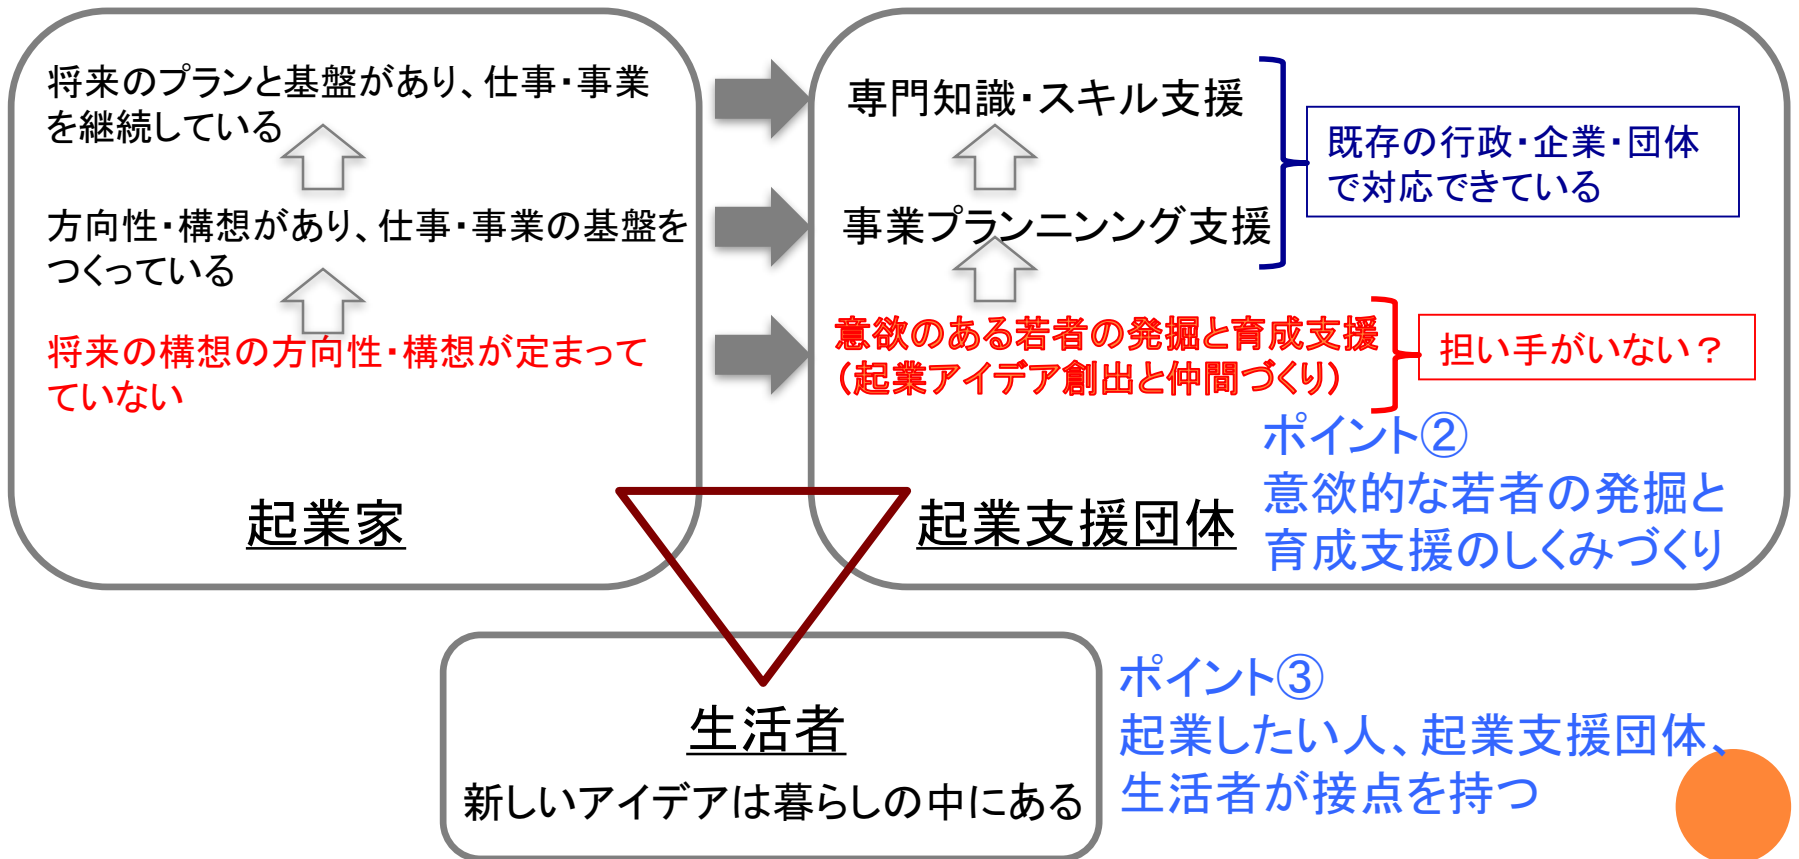 将来のプランと基盤があり、仕事・事業
を継続している
方向性・構想があり、仕事・事業の基盤を
つくっている
将来の構想の方向性・構想が定まって
ていない
起業家
専門知識・スキル支援
事業プランニンング支援
意欲のある若者の発掘と育成支援
（起業アイデア創出と仲間づくり）
既存の行政・企業・団体
で対応できている
担い手がいない？
起業支援団体
ポイント②
意欲的な若者の発掘と
育成支援のしくみづくり
生活者
新しいアイデアは暮らしの中にある
ポイント③
起業したい人、起業支援団体、
生活者が接点を持つ